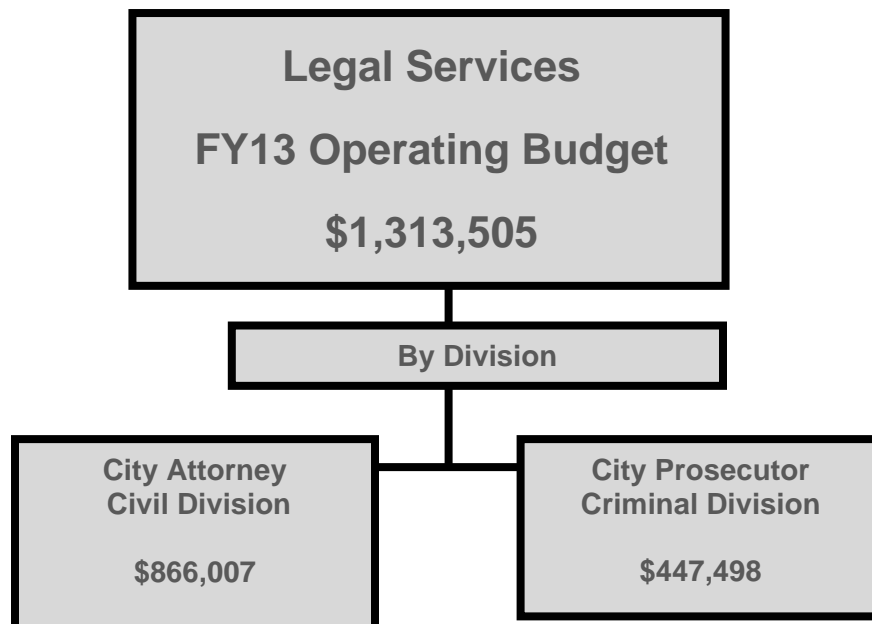 Legal Services
FY13 Operating Budget
$1,313,505
By Division
City Attorney
Civil Division
$866,007
City Prosecutor
Criminal Division
$447,498